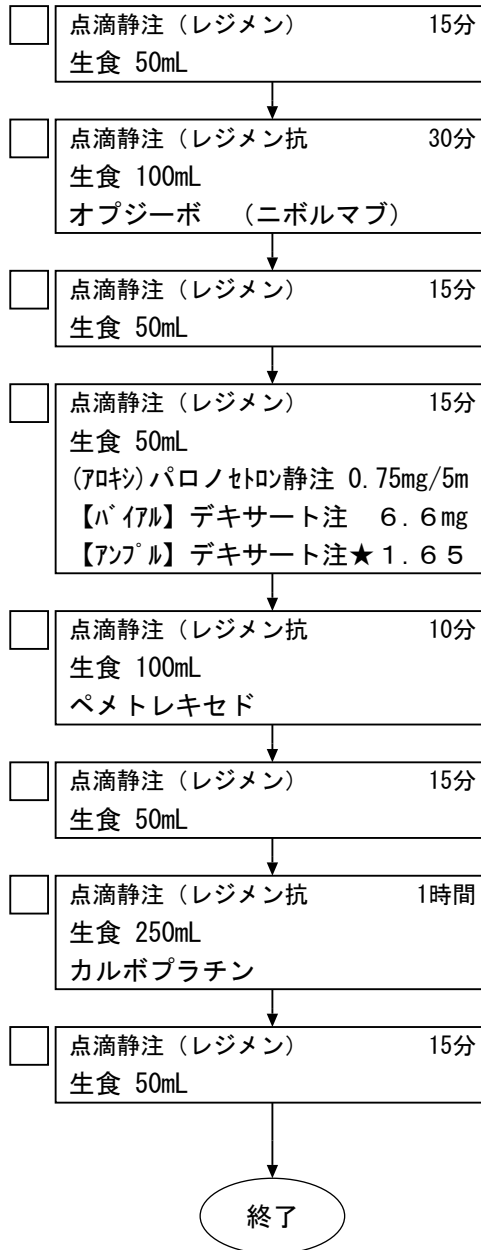 点滴静注（レジメン） 15分
生食 50mL
点滴静注（レジメン抗 30分
生食 100mL
オプジーボ （ニボルマブ）
点滴静注（レジメン） 15分
生食 50mL
点滴静注（レジメン） 15分
生食 50mL
(アロキシ)パロノセトロン静注 0.75mg/5m
【バイアル】デキサート注 ６.６㎎
【アンプル】デキサート注★１.６５
点滴静注（レジメン抗 10分
生食 100mL
ペメトレキセド
点滴静注（レジメン） 15分
生食 50mL
点滴静注（レジメン抗 1時間
生食 250mL
カルボプラチン
点滴静注（レジメン） 15分
生食 50mL
終了